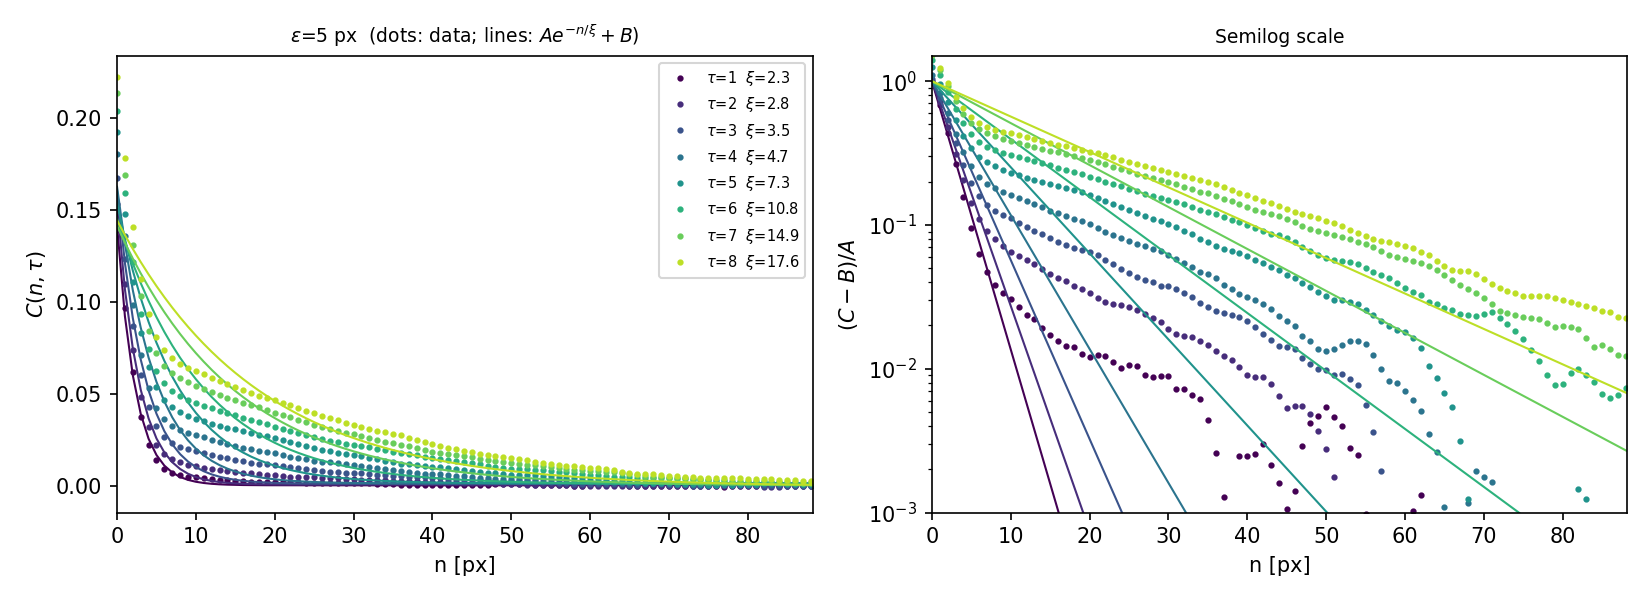 ε=5 px  (dots: data; lines: Ae^{-n/ξ} + B)
C(n, τ)
0.20
0.15
0.10
0.05
0.00
τ=1 ξ=2.3
τ=2 ξ=2.8
τ=3 ξ=3.5
τ=4 ξ=4.7
τ=5 ξ=7.3
τ=6 ξ=10.8
τ=7 ξ=14.9
τ=8 ξ=17.6
0 10 20 30 40 50 60 70 80
n [px]
Semilog scale
(C − B)/A
10^0
10^{-1}
10^{-2}
10^{-3}
0 10 20 30 40 50 60 70 80
n [px]